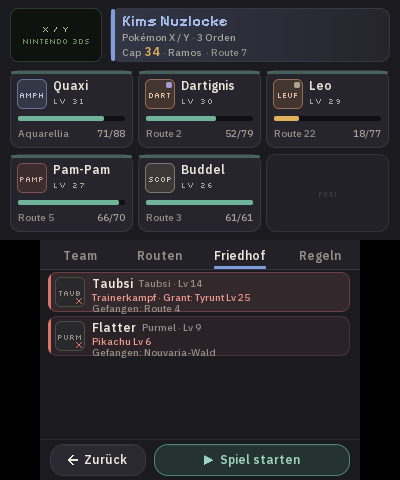 X/Y
NINTENDO 3DS
Kims Nuzlocke
Pokémon X / Y · 3 Orden
Cap 34 · Ramos · Route 7
AMPH
Quaxi
LV 31
Aquarellia 71/88
DART
Dartignis
LV 30
Route 2 52/79
LEUF
Leo
LV 29
Route 22 18/77
PAMP
Pam-Pam
LV 27
Route 5 66/70
SCOP
Buddel
LV 26
Route 3 61/61
FREI
Team Routen Friedhof Regeln
TAUB
Taubsi Taubsi · Lv 14
Trainerkampf · Grant: Tyrunt Lv 25
Gefangen: Route 4
PURM
Flatter Purmel · Lv 9
Pikachu Lv 6
Gefangen: Nouvaria-Wald
← Zurück ▶ Spiel starten